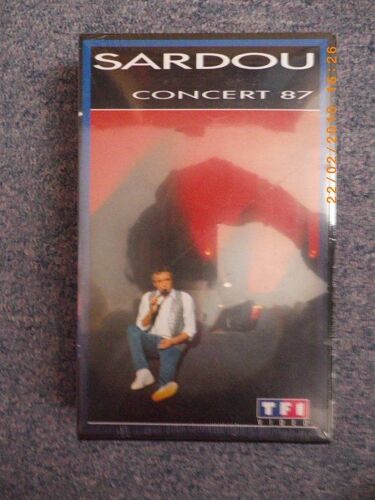 SARDOU
CONCERT 87
22/02/2010 16:26
TF1
VIDEO